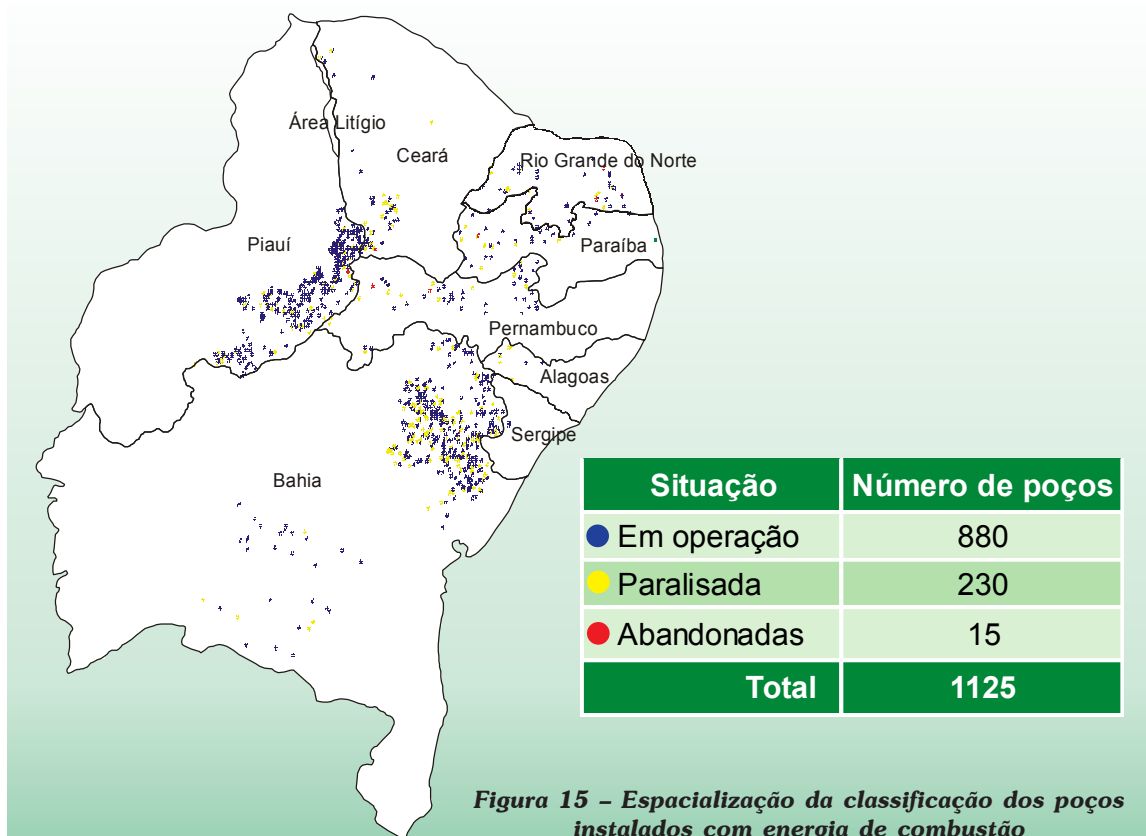 Área Litígio
Ceará
Rio Grande do Norte
Piauí
Paraíba
Pernambuco
Alagoas
Sergipe
Bahia
Situação Número de poços
Em operação 880
Paralisada 230
Abandonadas 15
Total 1125
Figura 15 – Espacialização da classificação dos poços
instalados com energia de combustão